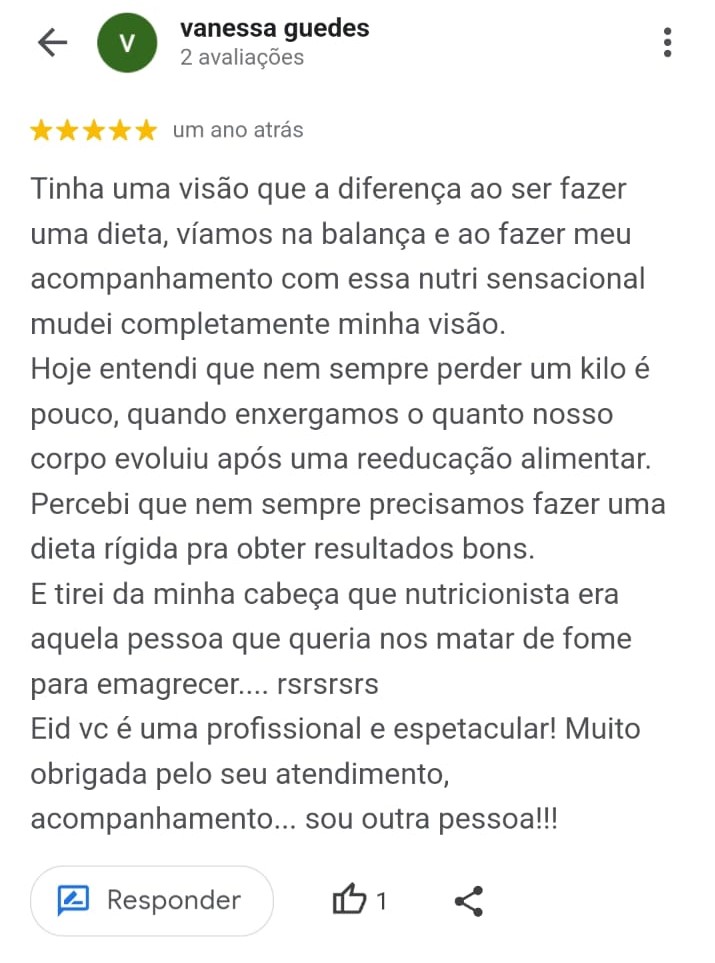 V
vanessa guedes
2 avaliações
um ano atrás
Tinha uma visão que a diferença ao ser fazer
uma dieta, víamos na balança e ao fazer meu
acompanhamento com essa nutri sensacional
mudei completamente minha visão.
Hoje entendi que nem sempre perder um kilo é
pouco, quando enxergamos o quanto nosso
corpo evoluiu após uma reeducação alimentar.
Percebi que nem sempre precisamos fazer uma
dieta rígida pra obter resultados bons.
E tirei da minha cabeça que nutricionista era
aquela pessoa que queria nos matar de fome
para emagrecer.... rsrsrsrs
Eid vc é uma profissional e espetacular! Muito
obrigada pelo seu atendimento,
acompanhamento... sou outra pessoa!!!
Responder
1